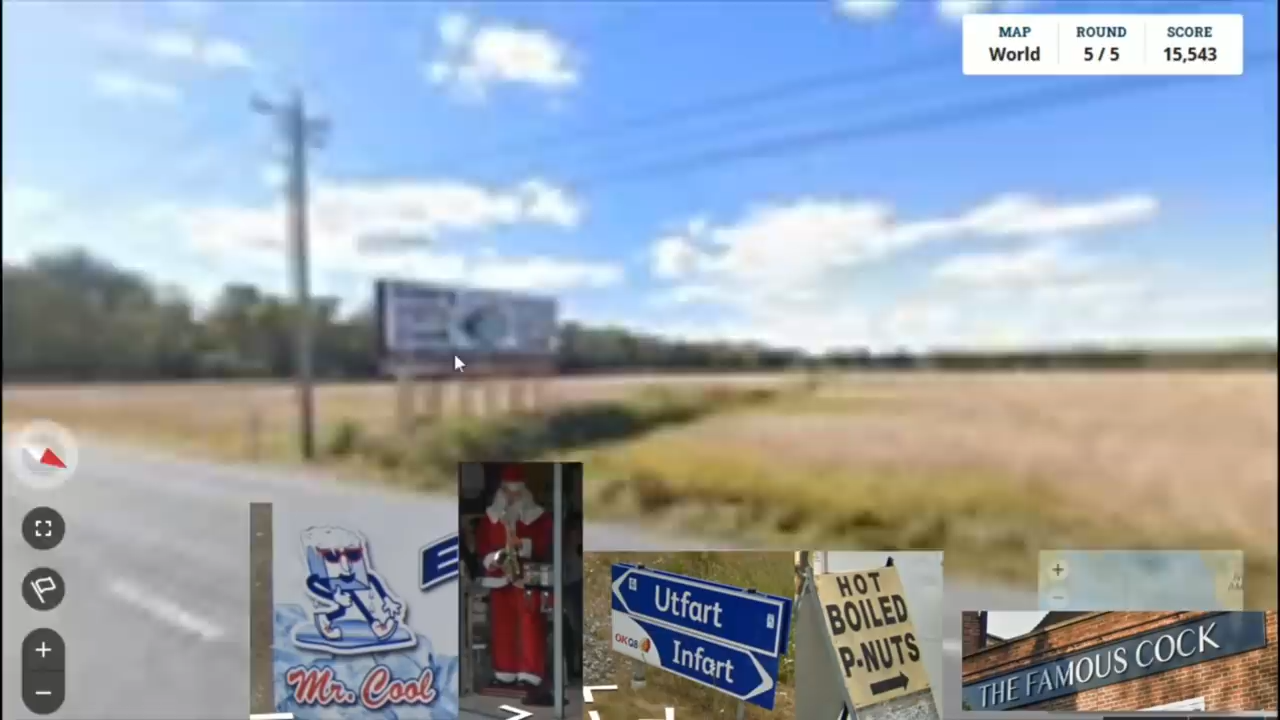 MAP ROUND SCORE
World 5 / 5 15,543
Mr. Cool
Utfart
OKQ8
Infart
HOT
BOILED
P-NUTS
THE FAMOUS COCK